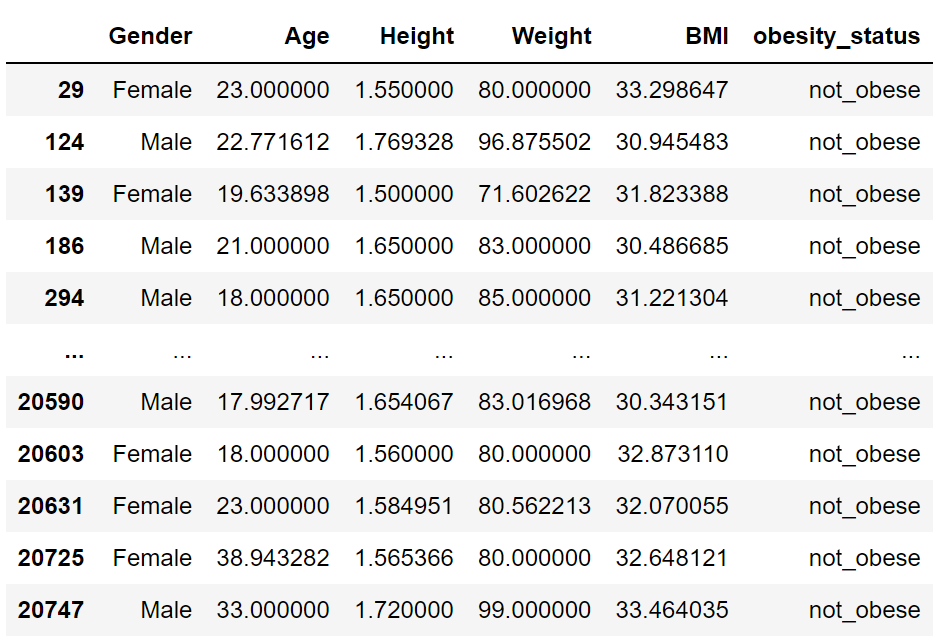 Gender Age Height Weight BMI obesity_status
29 Female 23.000000 1.550000 80.000000 33.298647 not_obese
124 Male 22.771612 1.769328 96.875502 30.945483 not_obese
139 Female 19.633898 1.500000 71.602622 31.823388 not_obese
186 Male 21.000000 1.650000 83.000000 30.486685 not_obese
294 Male 18.000000 1.650000 85.000000 31.221304 not_obese
... ... ... ... ... ... ...
20590 Male 17.992717 1.654067 83.016968 30.343151 not_obese
20603 Female 18.000000 1.560000 80.000000 32.873110 not_obese
20631 Female 23.000000 1.584951 80.562213 32.070055 not_obese
20725 Female 38.943282 1.565366 80.000000 32.648121 not_obese
20747 Male 33.000000 1.720000 99.000000 33.464035 not_obese